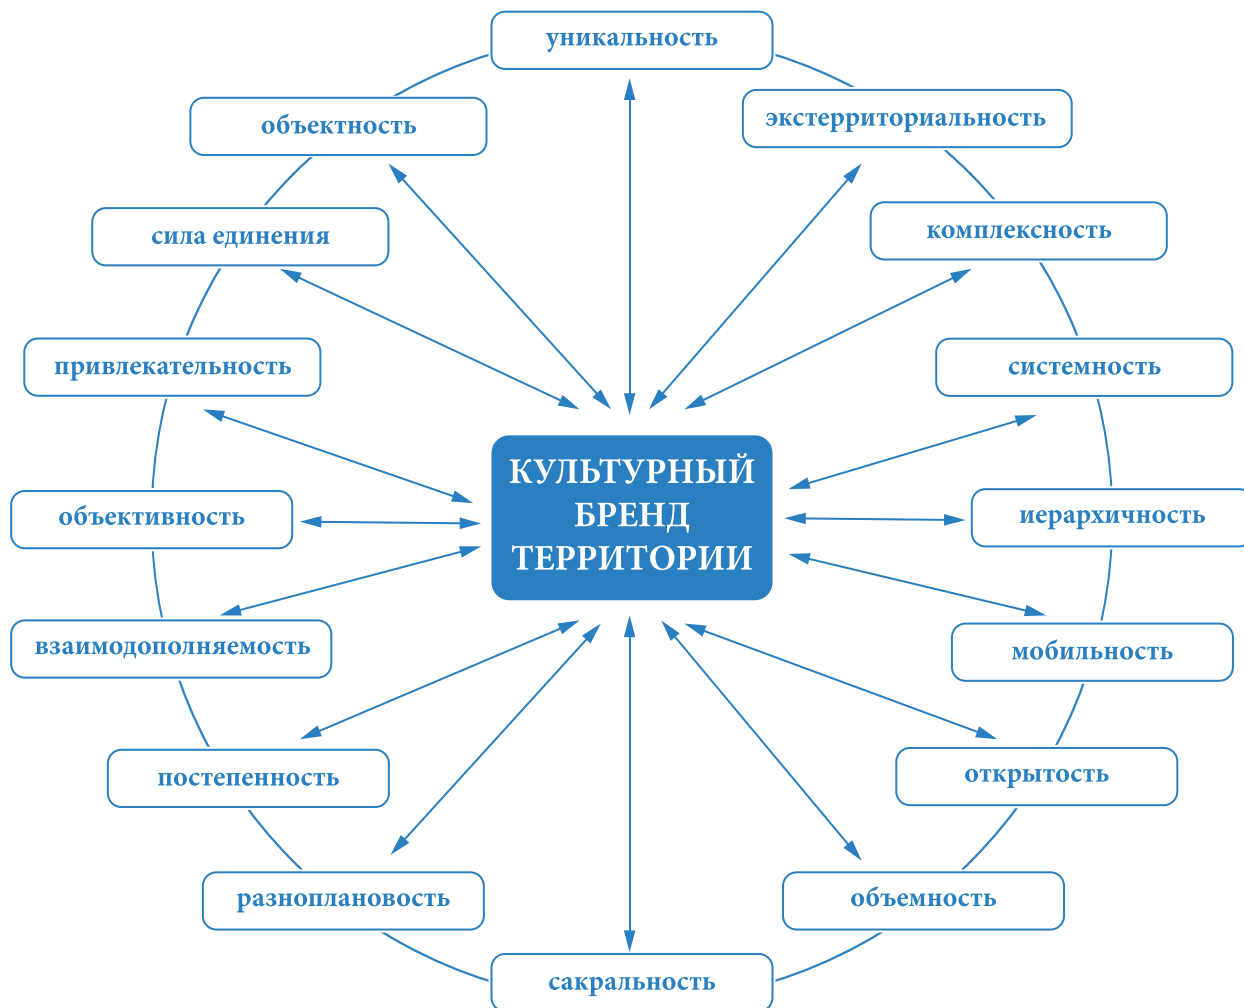 уникальность
объектность
экстерриториальность
сила единения
комплексность
привлекательность
системность
КУЛЬТУРНЫЙ
БРЕНД
ТЕРРИТОРИИ
объективность
иерархичность
взаимодополняемость
мобильность
постепенность
открытость
разноплановость
объемность
сакральность